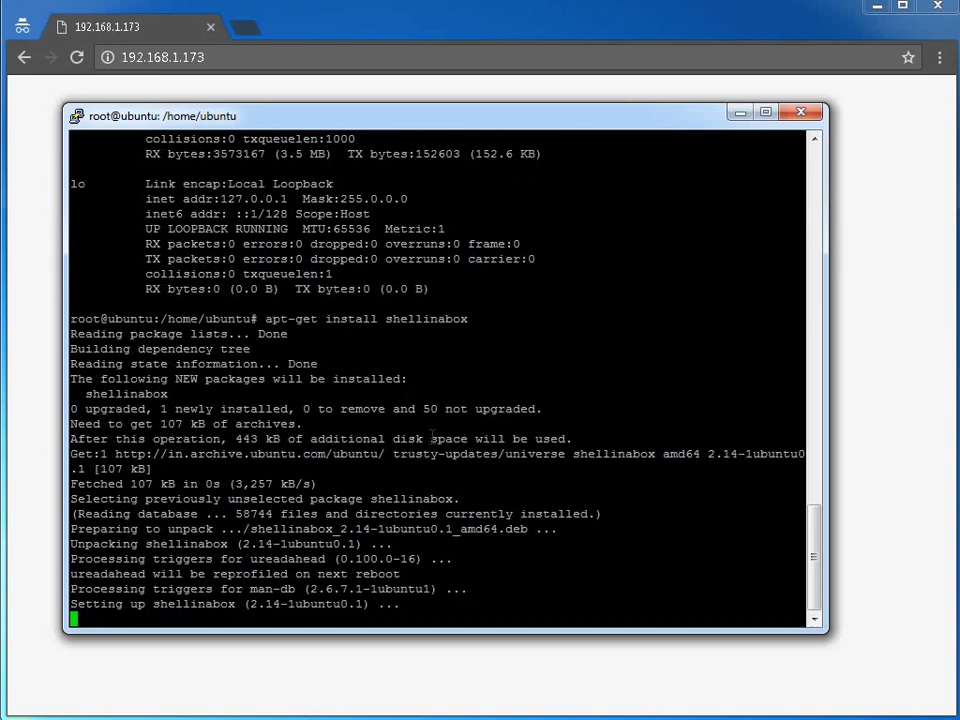 192.168.1.173
192.168.1.173
root@ubuntu: /home/ubuntu
collisions:0 txqueuelen:1000
RX bytes:3573167 (3.5 MB)  TX bytes:152603 (152.6 KB)
lo        Link encap:Local Loopback
inet addr:127.0.0.1  Mask:255.0.0.0
inet6 addr: ::1/128 Scope:Host
UP LOOPBACK RUNNING  MTU:65536  Metric:1
RX packets:0 errors:0 dropped:0 overruns:0 frame:0
TX packets:0 errors:0 dropped:0 overruns:0 carrier:0
collisions:0 txqueuelen:1
RX bytes:0 (0.0 B)  TX bytes:0 (0.0 B)
root@ubuntu:/home/ubuntu# apt-get install shellinabox
Reading package lists... Done
Building dependency tree
Reading state information... Done
The following NEW packages will be installed:
shellinabox
0 upgraded, 1 newly installed, 0 to remove and 50 not upgraded.
Need to get 107 kB of archives.
After this operation, 443 kB of additional disk space will be used.
Get:1 http://in.archive.ubuntu.com/ubuntu/ trusty-updates/universe shellinabox amd64 2.14-1ubuntu0
.1 [107 kB]
Fetched 107 kB in 0s (3,257 kB/s)
Selecting previously unselected package shellinabox.
(Reading database ... 58744 files and directories currently installed.)
Preparing to unpack .../shellinabox_2.14-1ubuntu0.1_amd64.deb ...
Unpacking shellinabox (2.14-1ubuntu0.1) ...
Processing triggers for ureadahead (0.100.0-16) ...
ureadahead will be reprofiled on next reboot
Processing triggers for man-db (2.6.7.1-1ubuntu1) ...
Setting up shellinabox (2.14-1ubuntu0.1) ...